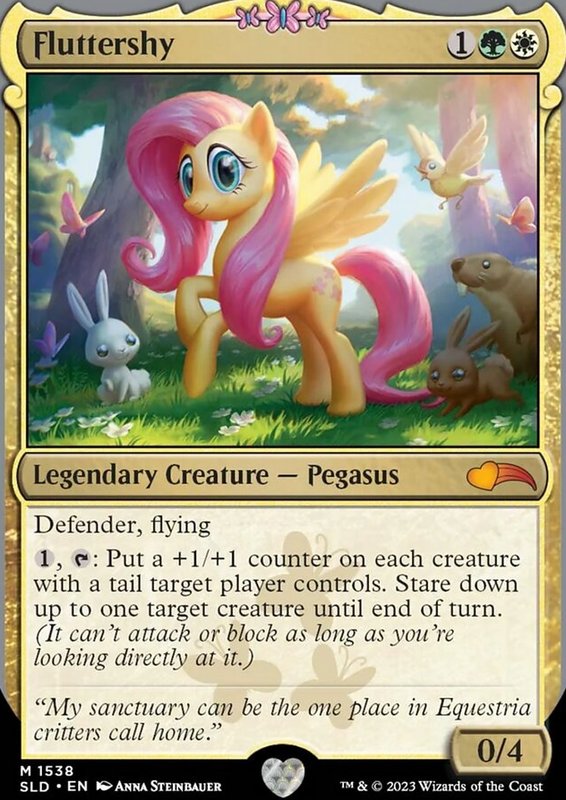 Fluttershy 1
Legendary Creature — Pegasus
Defender, flying
1, : Put a +1/+1 counter on each creature
with a tail target player controls. Stare down
up to one target creature until end of turn.
(It can't attack or block as long as you're
looking directly at it.)
“My sanctuary can be the one place in Equestria
critters call home.”
0/4
M 1538
SLD • EN Anna Steinbauer
™ & © 2023 Wizards of the Coast